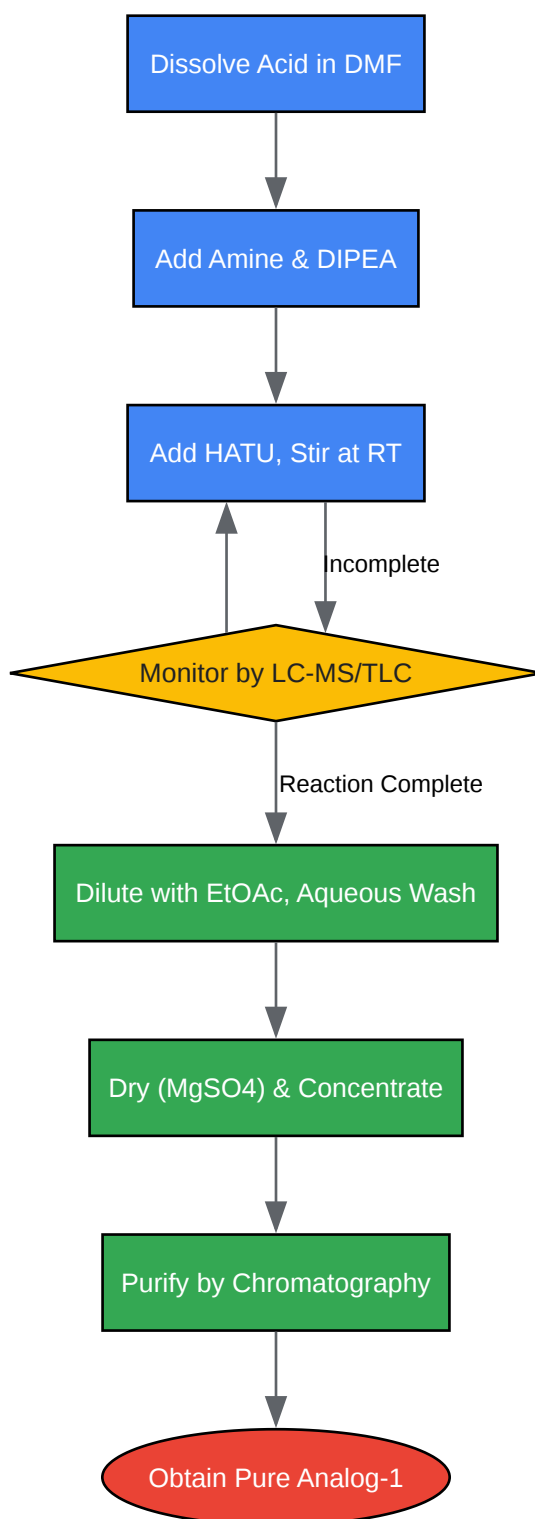 Dissolve Acid in DMF
Add Amine & DIPEA
Add HATU, Stir at RT
Incomplete
Monitor by LC-MS/TLC
Reaction Complete
Dilute with EtOAc, Aqueous Wash
Dry (MgSO4) & Concentrate
Purify by Chromatography
Obtain Pure Analog-1